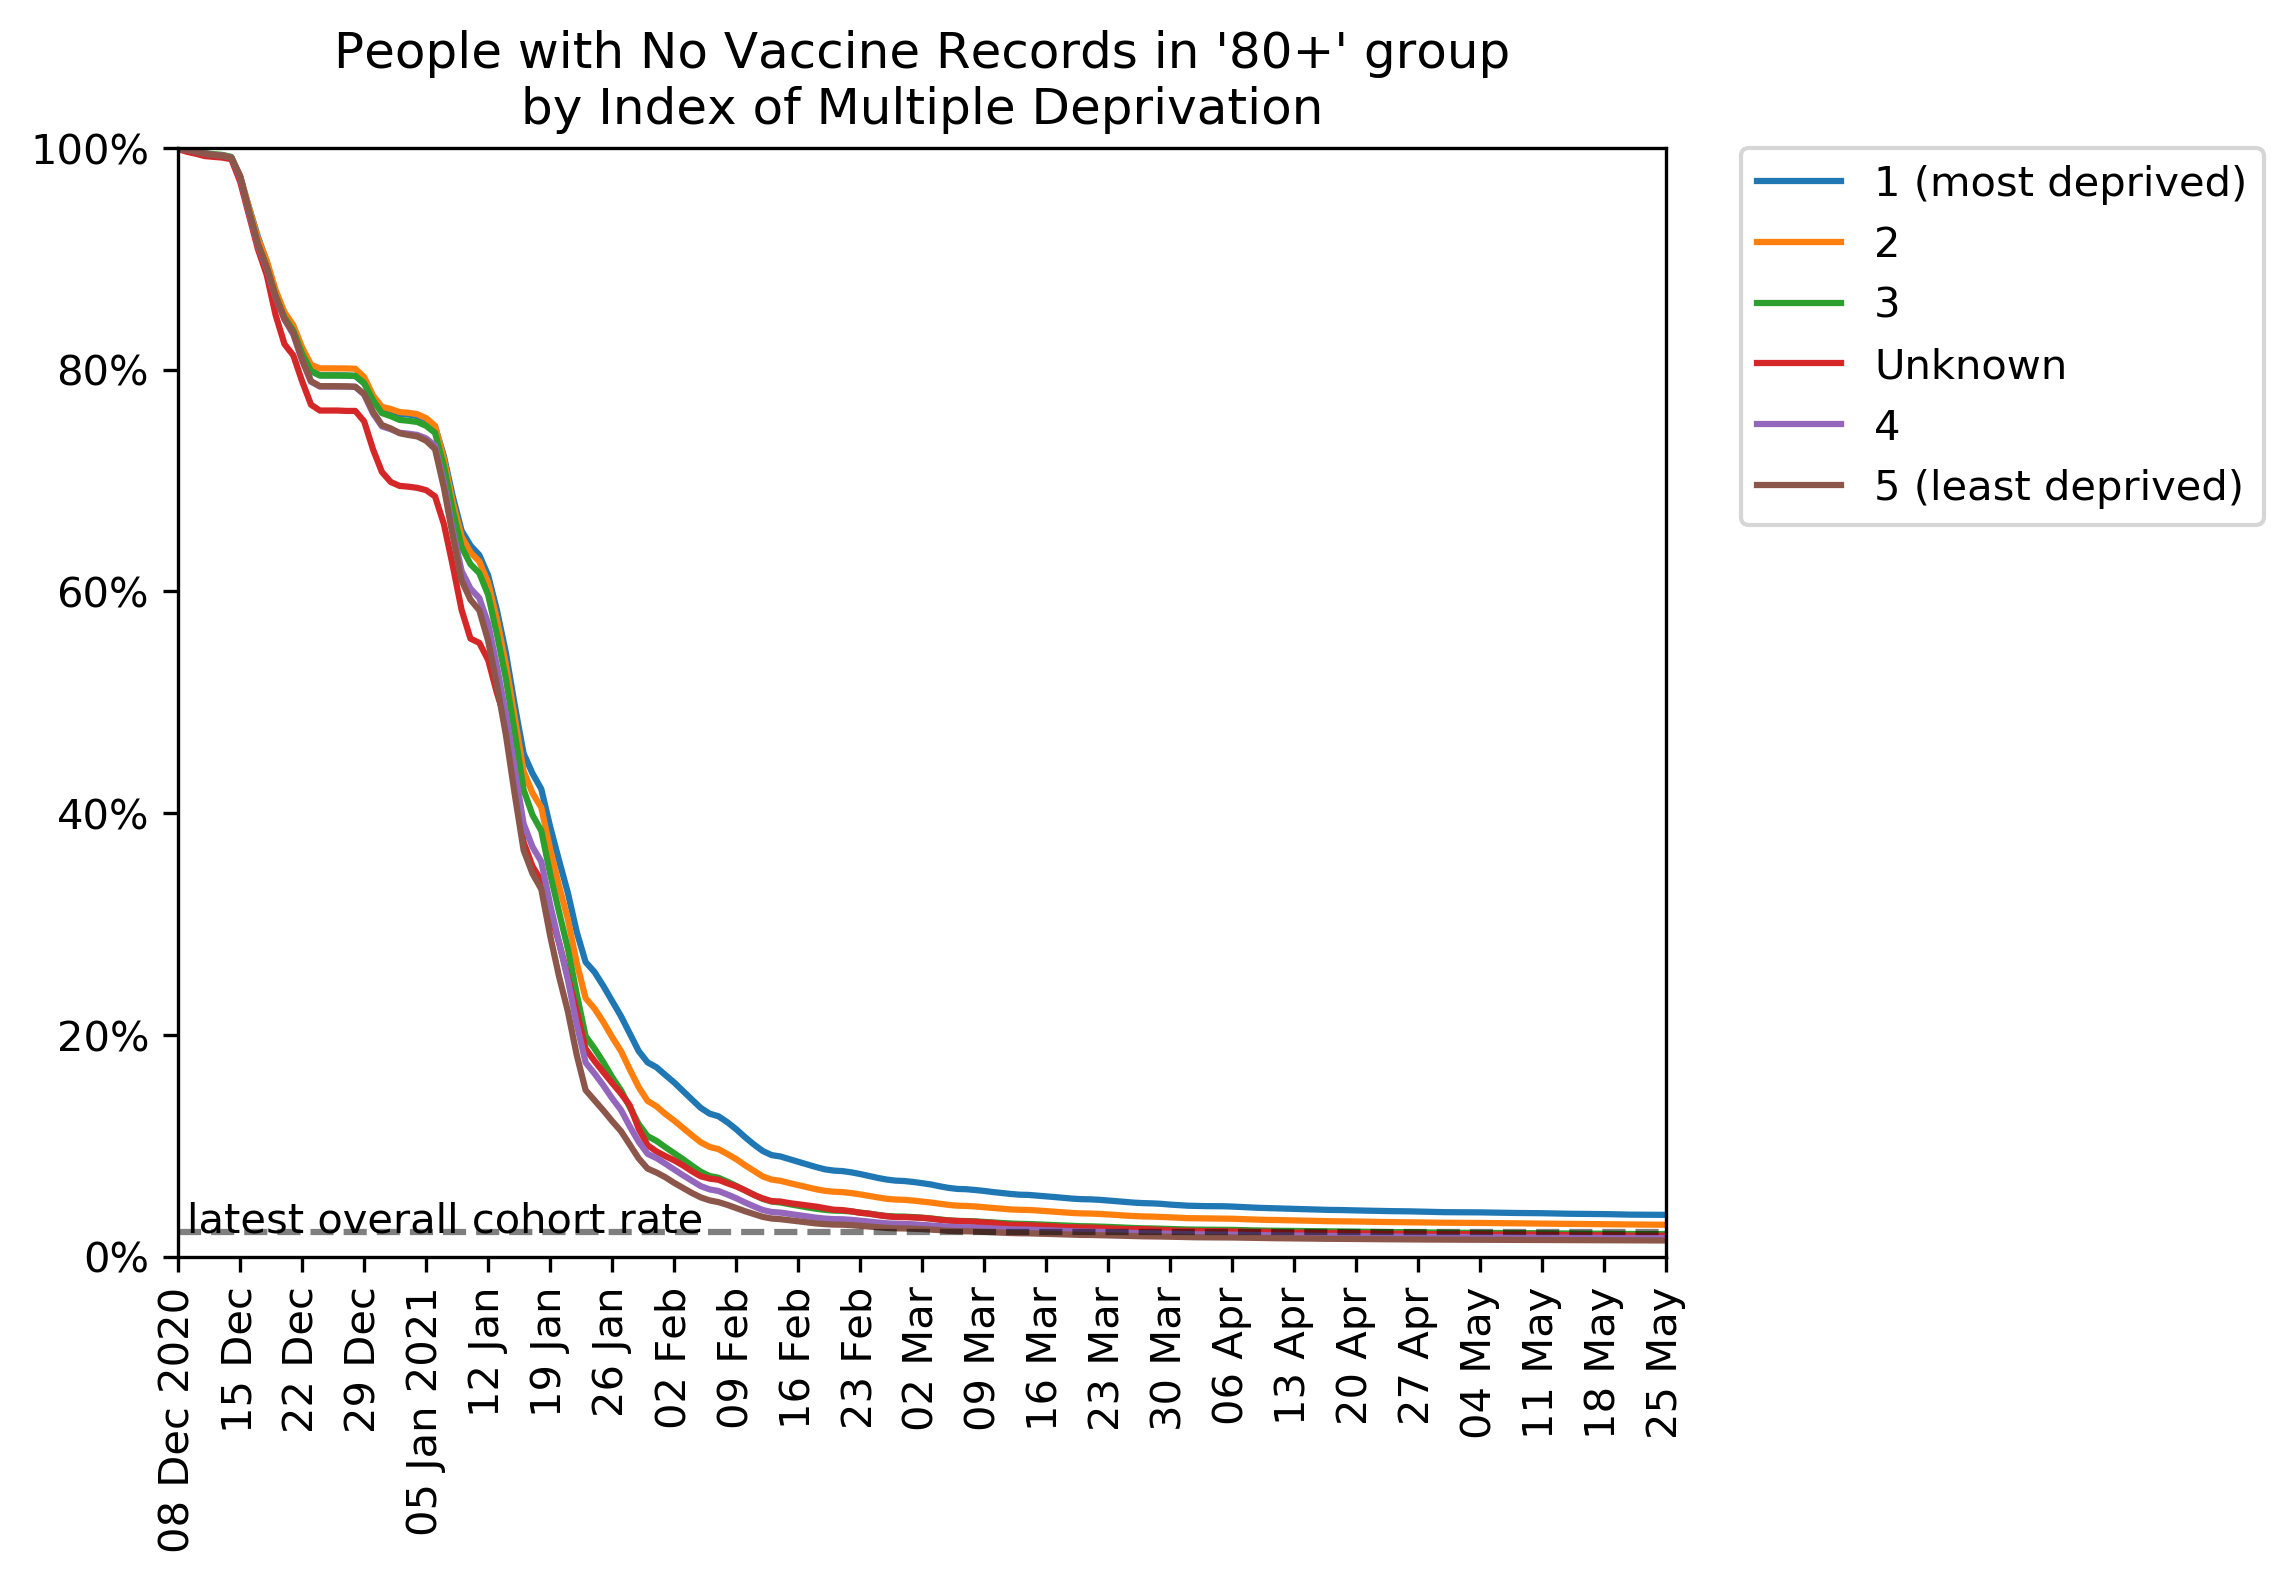 People with No Vaccine Records in '80+' group
by Index of Multiple Deprivation
100%
80%
60%
40%
20%
0%
latest overall cohort rate
08 Dec 2020
15 Dec
22 Dec
29 Dec
05 Jan 2021
12 Jan
19 Jan
26 Jan
02 Feb
09 Feb
16 Feb
23 Feb
02 Mar
09 Mar
16 Mar
23 Mar
30 Mar
06 Apr
13 Apr
20 Apr
27 Apr
04 May
11 May
18 May
25 May
1 (most deprived)
2
3
Unknown
4
5 (least deprived)